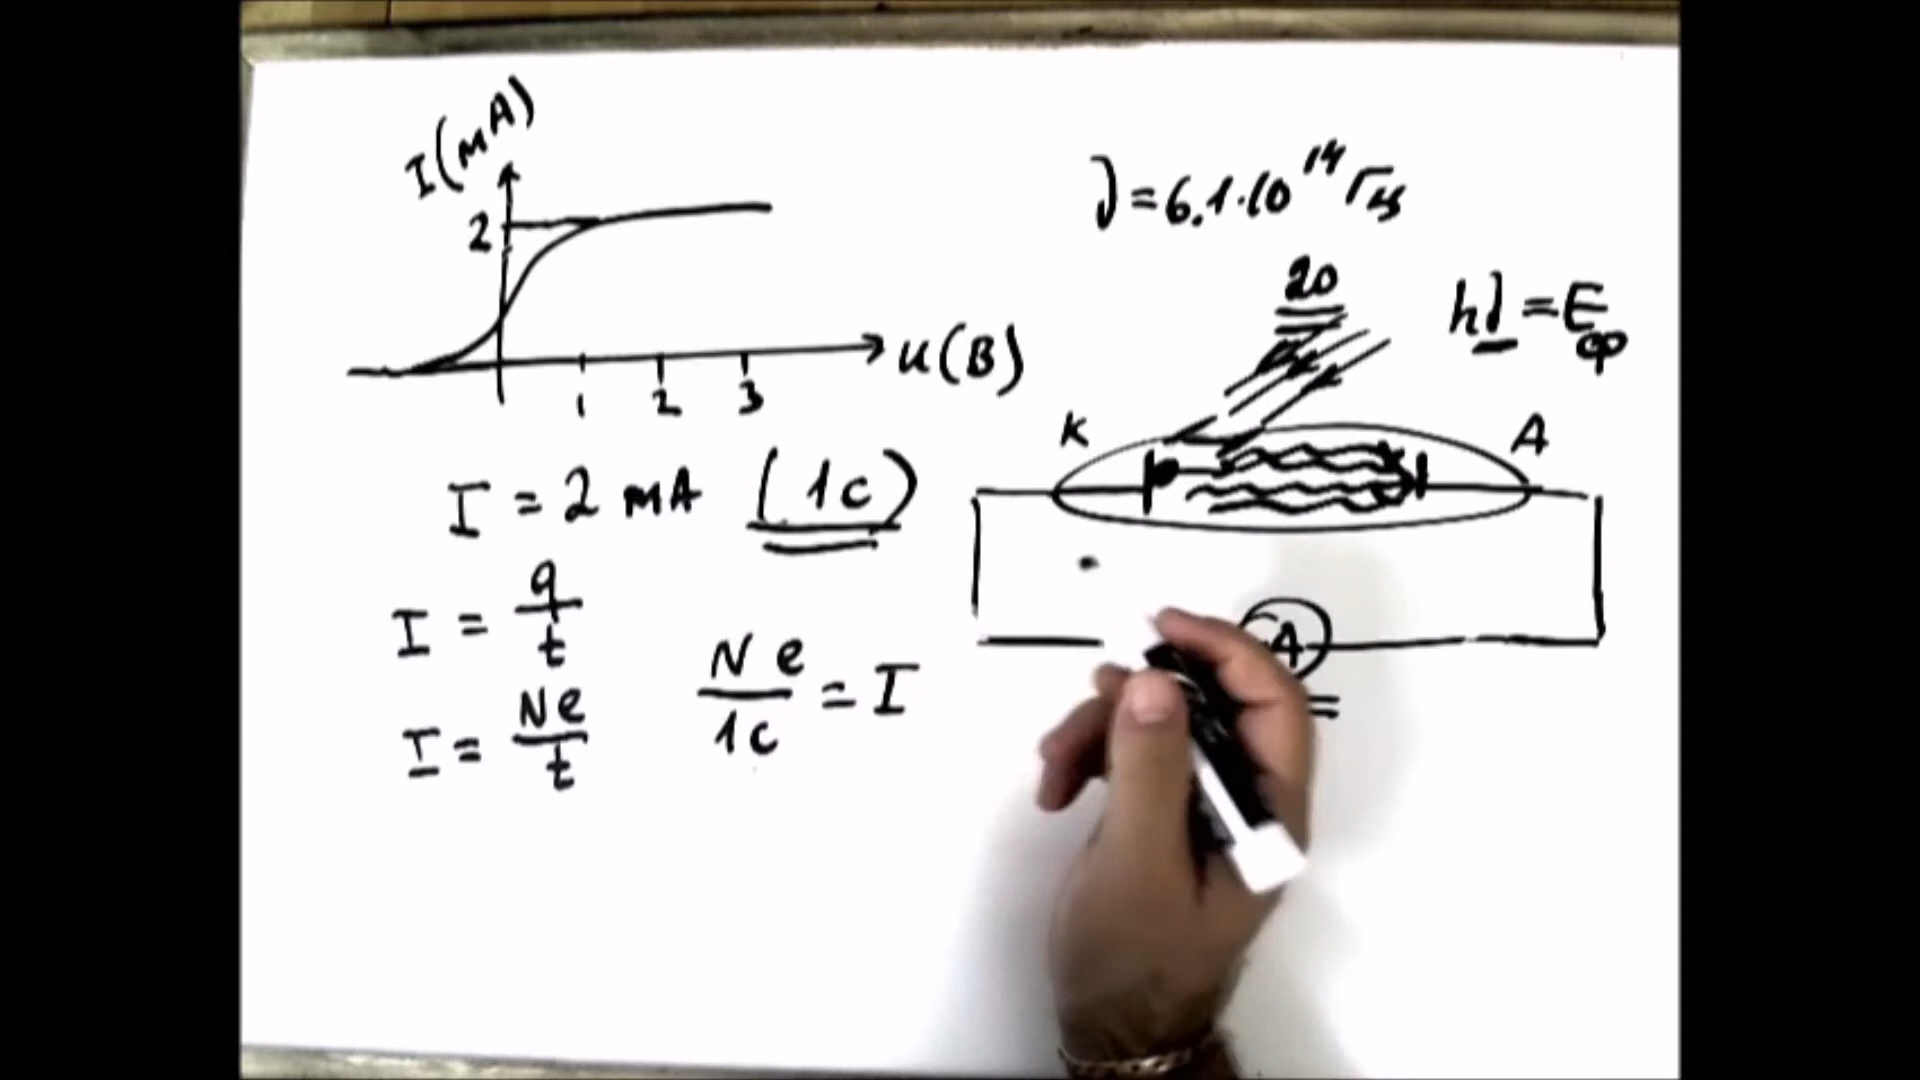 I(mA)
2
1 2 3
u(B)
I = 2 mA (1c)
I = q/t
I = Ne/t
Ne/1c = I
ν = 6.1·10¹⁴ Гц
20
hν = Eф
K
A
A
=